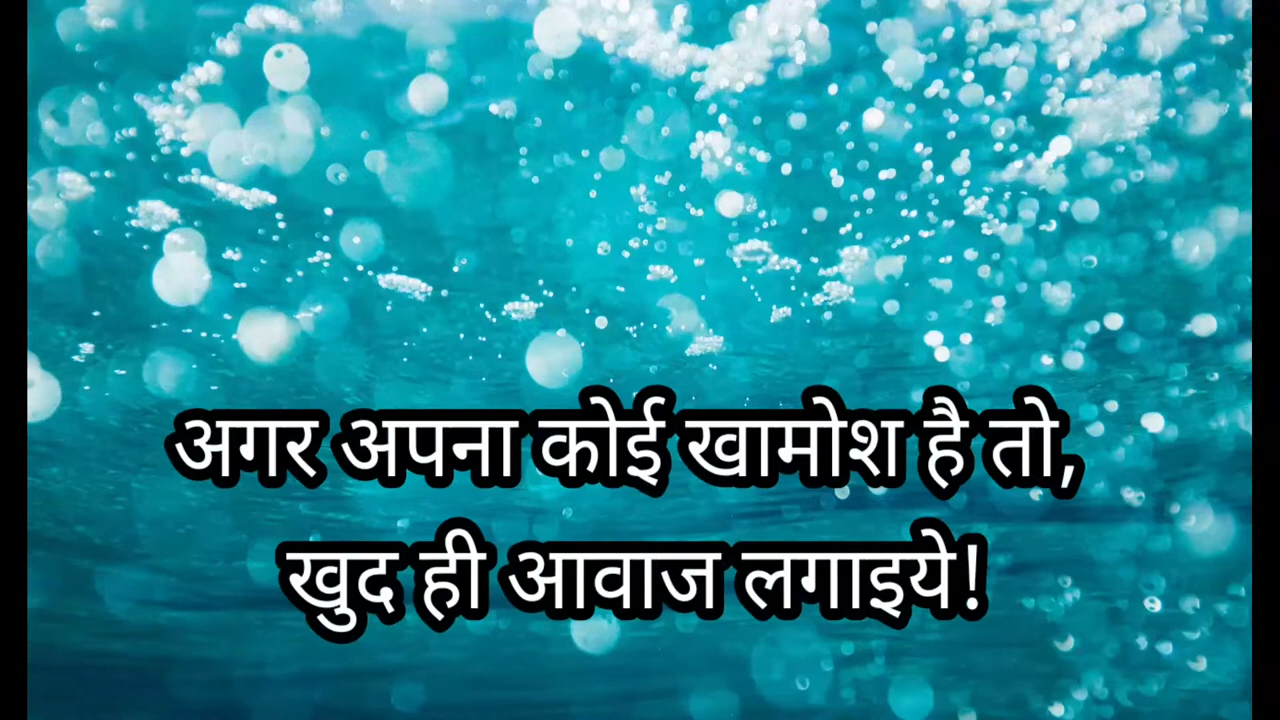 अगर अपना कोई खामोश है तो,
खुद ही आवाज लगाइये!